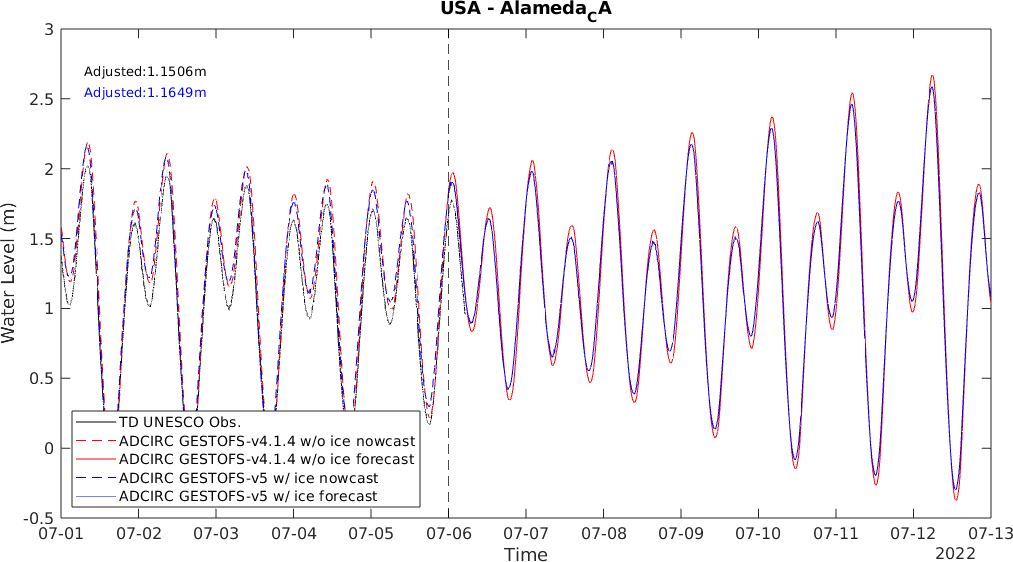 USA - Alameda_CA
Adjusted:1.1506m
Adjusted:1.1649m
3
2.5
2
1.5
1
0.5
0
-0.5
Water Level (m)
TD UNESCO Obs.
ADCIRC GESTOFS-v4.1.4 w/o ice nowcast
ADCIRC GESTOFS-v4.1.4 w/o ice forecast
ADCIRC GESTOFS-v5 w/ ice nowcast
ADCIRC GESTOFS-v5 w/ ice forecast
07-01 07-02 07-03 07-04 07-05 07-06 07-07 07-08 07-09 07-10 07-11 07-12 07-13
Time
2022